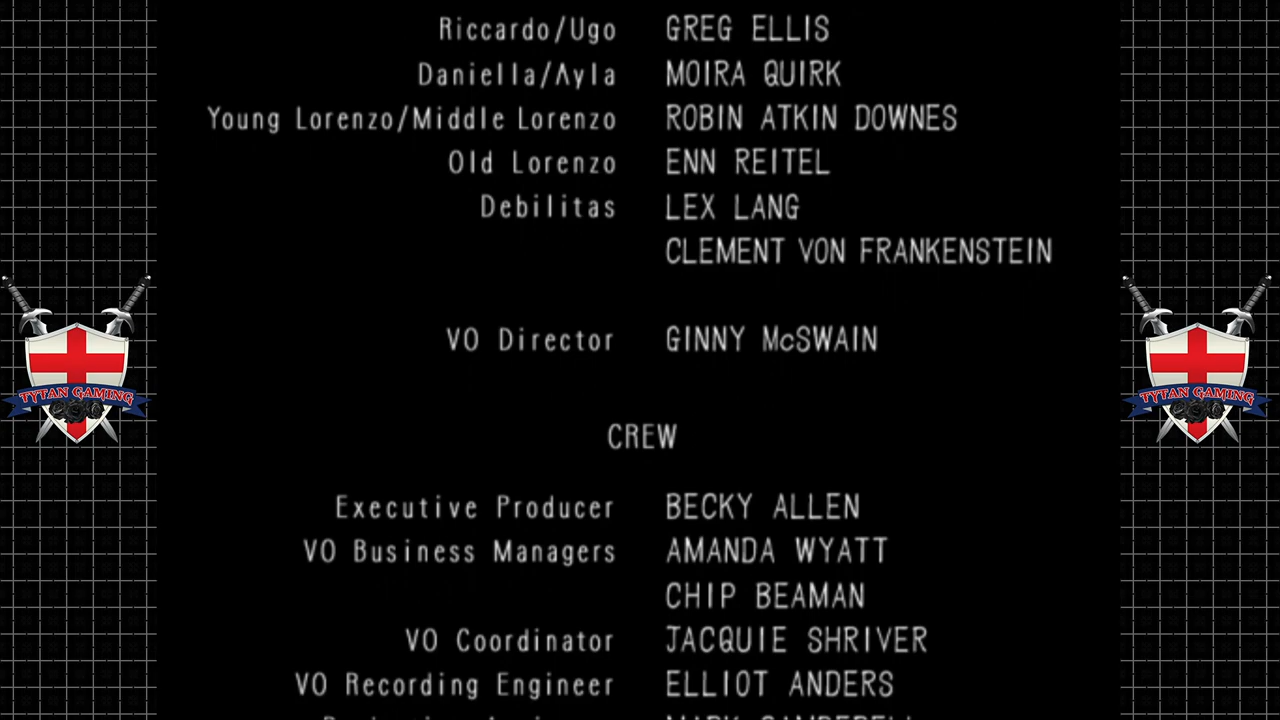 Riccardo/Ugo GREG ELLIS
Daniella/Ayla MOIRA QUIRK
Young Lorenzo/Middle Lorenzo ROBIN ATKIN DOWNES
Old Lorenzo ENN REITEL
Debilitas LEX LANG
CLEMENT VON FRANKENSTEIN
VO Director GINNY McSWAIN
TYTAN GAMING
TYTAN GAMING
CREW
Executive Producer BECKY ALLEN
VO Business Managers AMANDA WYATT
CHIP BEAMAN
VO Coordinator JACQUIE SHRIVER
VO Recording Engineer ELLIOT ANDERS